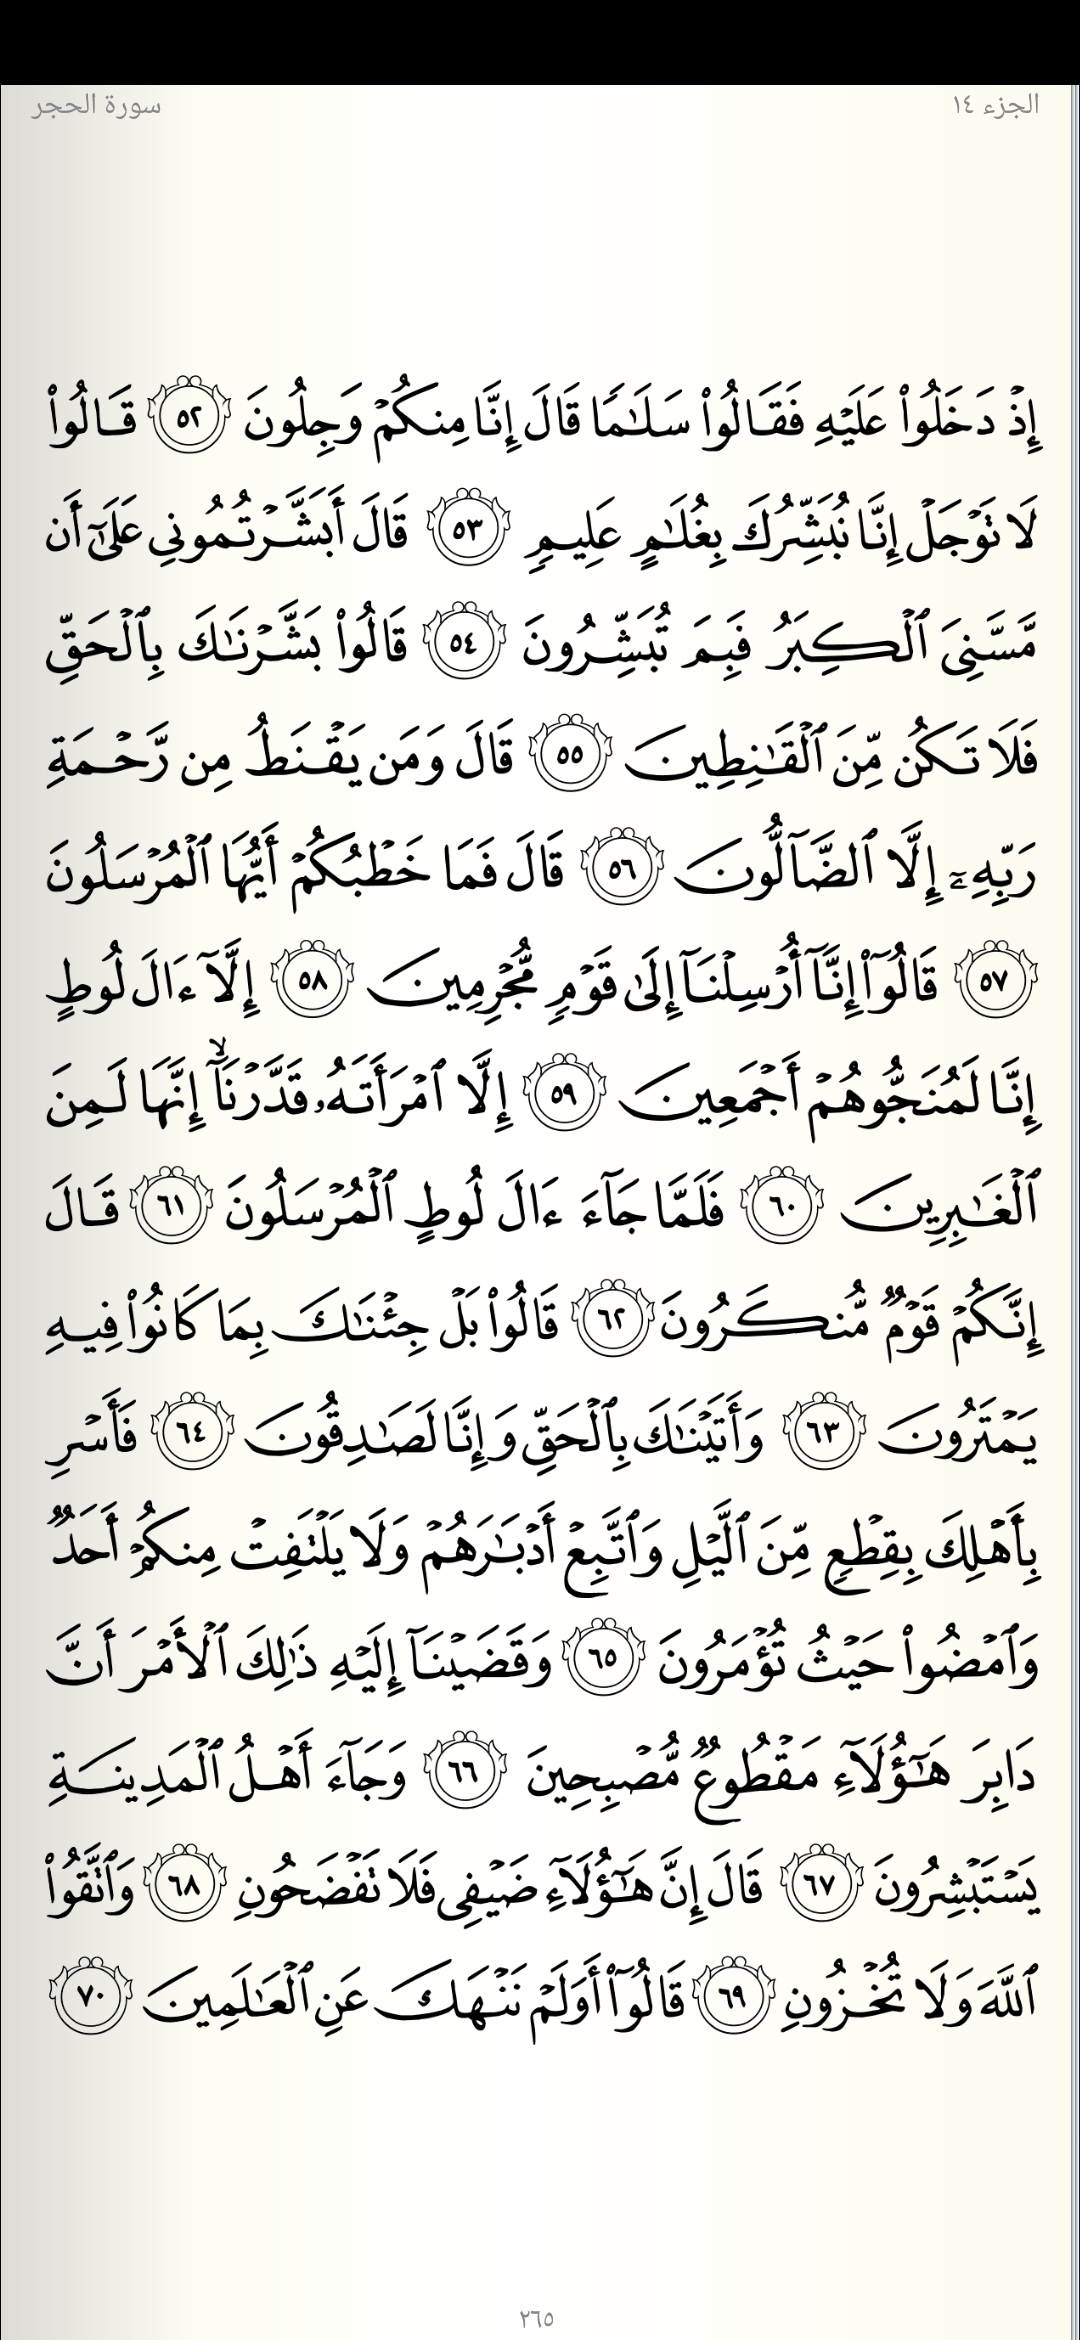 الجزء ١٤
سورة الحجر
إِذۡ دَخَلُواْ عَلَيۡهِ فَقَالُواْ سَلَٰمٗا قَالَ إِنَّا مِنكُمۡ وَجِلُونَ ٥٢ قَالُواْ
لَا تَوۡجَلۡ إِنَّا نُبَشِّرُكَ بِغُلَٰمٍ عَلِيمٖ ٥٣ قَالَ أَبَشَّرۡتُمُونِي عَلَىٰٓ أَن
مَّسَّنِيَ ٱلۡكِبَرُ فَبِمَ تُبَشِّرُونَ ٥٤ قَالُواْ بَشَّرۡنَٰكَ بِٱلۡحَقِّ
فَلَا تَكُن مِّنَ ٱلۡقَٰنِطِينَ ٥٥ قَالَ وَمَن يَقۡنَطُ مِن رَّحۡمَةِ
رَبِّهِۦٓ إِلَّا ٱلضَّآلُّونَ ٥٦ قَالَ فَمَا خَطۡبُكُمۡ أَيُّهَا ٱلۡمُرۡسَلُونَ
٥٧ قَالُوٓاْ إِنَّآ أُرۡسِلۡنَآ إِلَىٰ قَوۡمٖ مُّجۡرِمِينَ ٥٨ إِلَّآ ءَالَ لُوطٍ
إِنَّا لَمُنَجُّوهُمۡ أَجۡمَعِينَ ٥٩ إِلَّا ٱمۡرَأَتَهُۥ قَدَّرۡنَآۙ إِنَّهَا لَمِنَ
ٱلۡغَٰبِرِينَ ٦٠ فَلَمَّا جَآءَ ءَالَ لُوطٍ ٱلۡمُرۡسَلُونَ ٦١ قَالَ
إِنَّكُمۡ قَوۡمٞ مُّنكَرُونَ ٦٢ قَالُواْ بَلۡ جِئۡنَٰكَ بِمَا كَانُواْ فِيهِ
يَمۡتَرُونَ ٦٣ وَأَتَيۡنَٰكَ بِٱلۡحَقِّ وَإِنَّا لَصَٰدِقُونَ ٦٤ فَأَسۡرِ
بِأَهۡلِكَ بِقِطۡعٖ مِّنَ ٱلَّيۡلِ وَٱتَّبِعۡ أَدۡبَٰرَهُمۡ وَلَا يَلۡتَفِتۡ مِنكُمۡ أَحَدٞ
وَٱمۡضُواْ حَيۡثُ تُؤۡمَرُونَ ٦٥ وَقَضَيۡنَآ إِلَيۡهِ ذَٰلِكَ ٱلۡأَمۡرَ أَنَّ
دَابِرَ هَٰٓؤُلَآءِ مَقۡطُوعٞ مُّصۡبِحِينَ ٦٦ وَجَآءَ أَهۡلُ ٱلۡمَدِينَةِ
يَسۡتَبۡشِرُونَ ٦٧ قَالَ إِنَّ هَٰٓؤُلَآءِ ضَيۡفِي فَلَا تَفۡضَحُونِ ٦٨ وَٱتَّقُواْ
ٱللَّهَ وَلَا تُخۡزُونِ ٦٩ قَالُوٓاْ أَوَلَمۡ نَنۡهَكَ عَنِ ٱلۡعَٰلَمِينَ ٧٠
٢٦٥